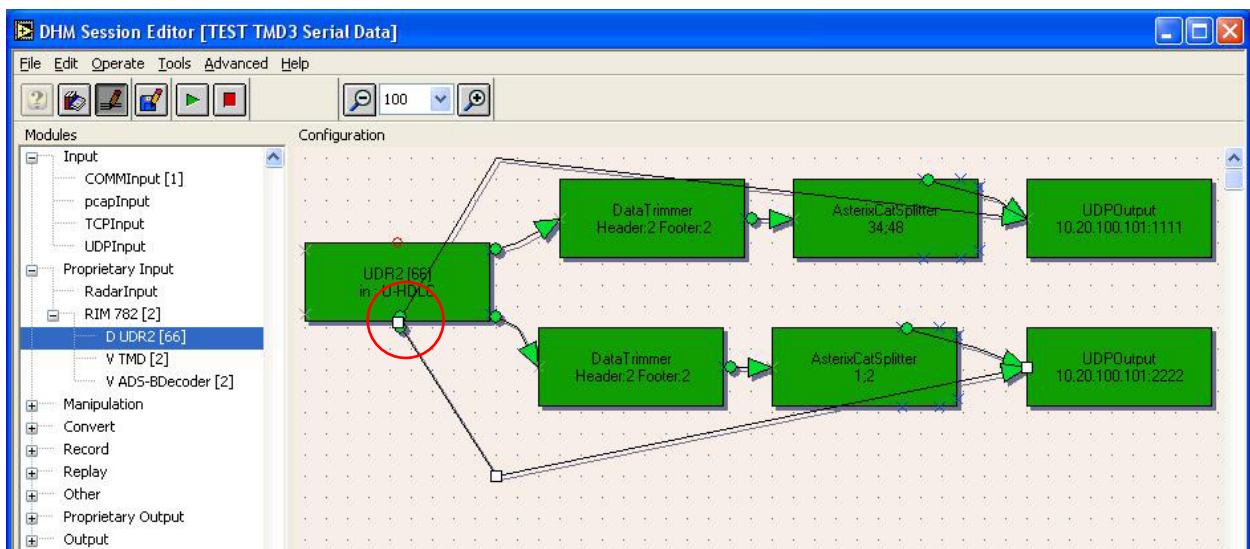 DHM Session Editor [TEST TMD3 Serial Data]
File Edit Operate Tools Advanced Help
? 100
Modules
Configuration
Input
COMMInput [1]
pcapInput
TCPInput
UDPInput
Proprietary Input
RadarInput
RIM 782 [2]
D UDR2 [66]
V TMD [2]
V ADS-BDecoder [2]
Manipulation
Convert
Record
Replay
Other
Proprietary Output
Output
UDR2 [66]
in : U-HDLC
DataTrimmer
Header:2 Footer:2
AsterixCatSplitter
34;48
UDPOutput
10.20.100.101:1111
DataTrimmer
Header:2 Footer:2
AsterixCatSplitter
1;2
UDPOutput
10.20.100.101:2222